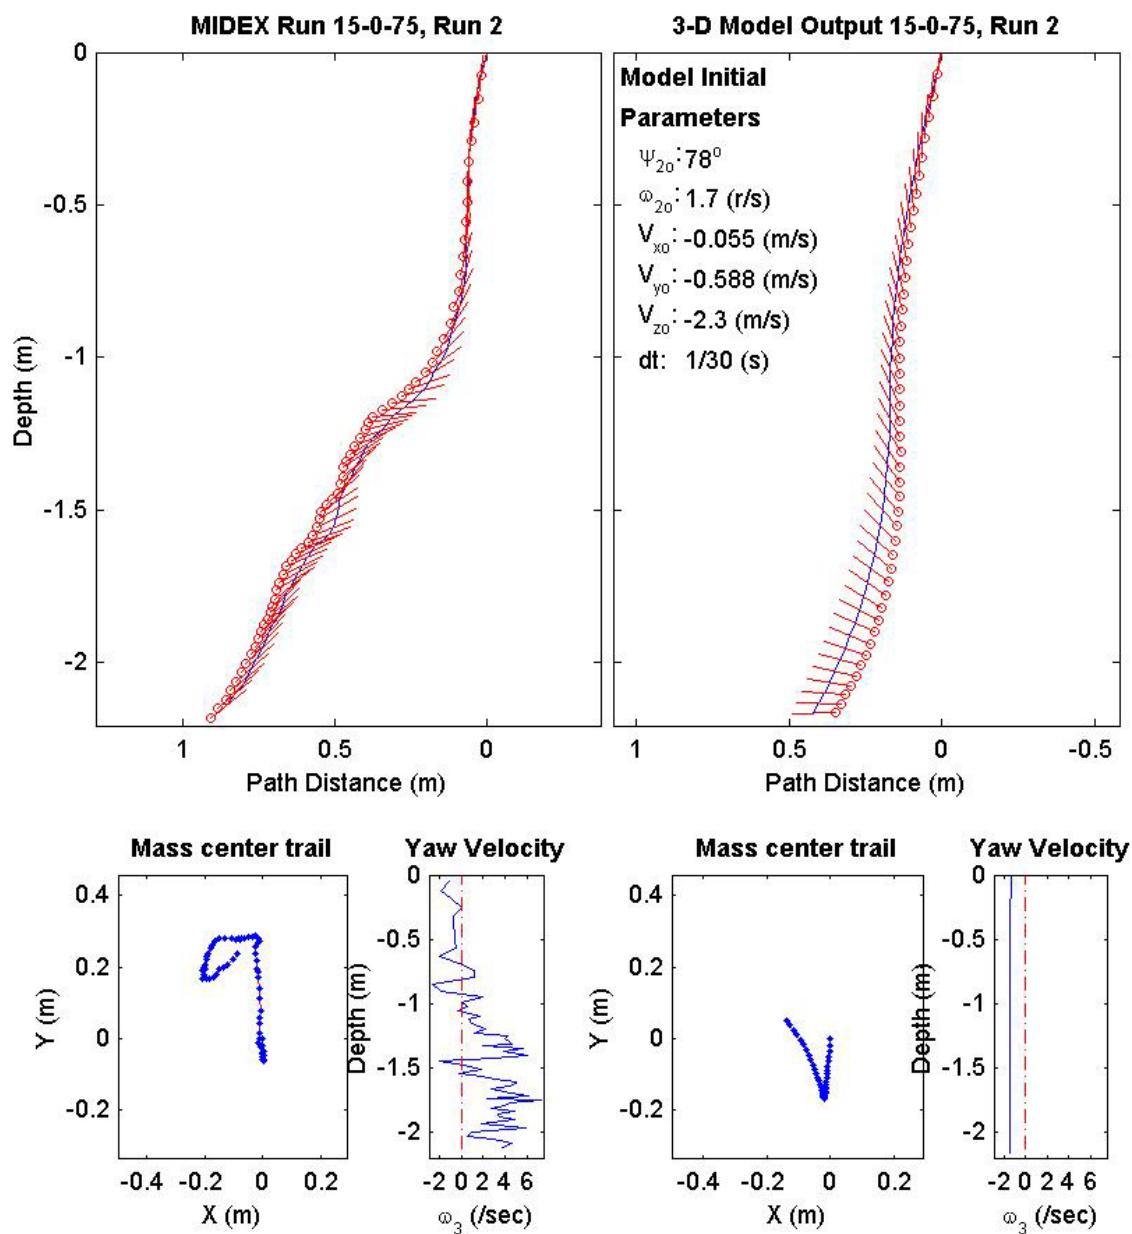 MIDEX Run 15-0-75, Run 2
3-D Model Output 15-0-75, Run 2
0
-0.5
-1
-1.5
-2
Depth (m)
1 0.5 0
Path Distance (m)
Model Initial
Parameters
Ψ2o: 78o
ω2o: 1.7 (r/s)
Vxo: -0.055 (m/s)
Vyo: -0.588 (m/s)
Vzo: -2.3 (m/s)
dt: 1/30 (s)
1 0.5 0 -0.5
Path Distance (m)
Mass center trail
0.4
0.2
0
-0.2
Y (m)
-0.4 -0.2 0 0.2
X (m)
Yaw Velocity
0
-0.5
-1
-1.5
-2
Depth (m)
-2 0 2 4 6
ω3 (/sec)
Mass center trail
0.4
0.2
0
-0.2
Y (m)
-0.4 -0.2 0 0.2
X (m)
Yaw Velocity
0
-0.5
-1
-1.5
-2
Depth (m)
-2 0 2 4 6
ω3 (/sec)